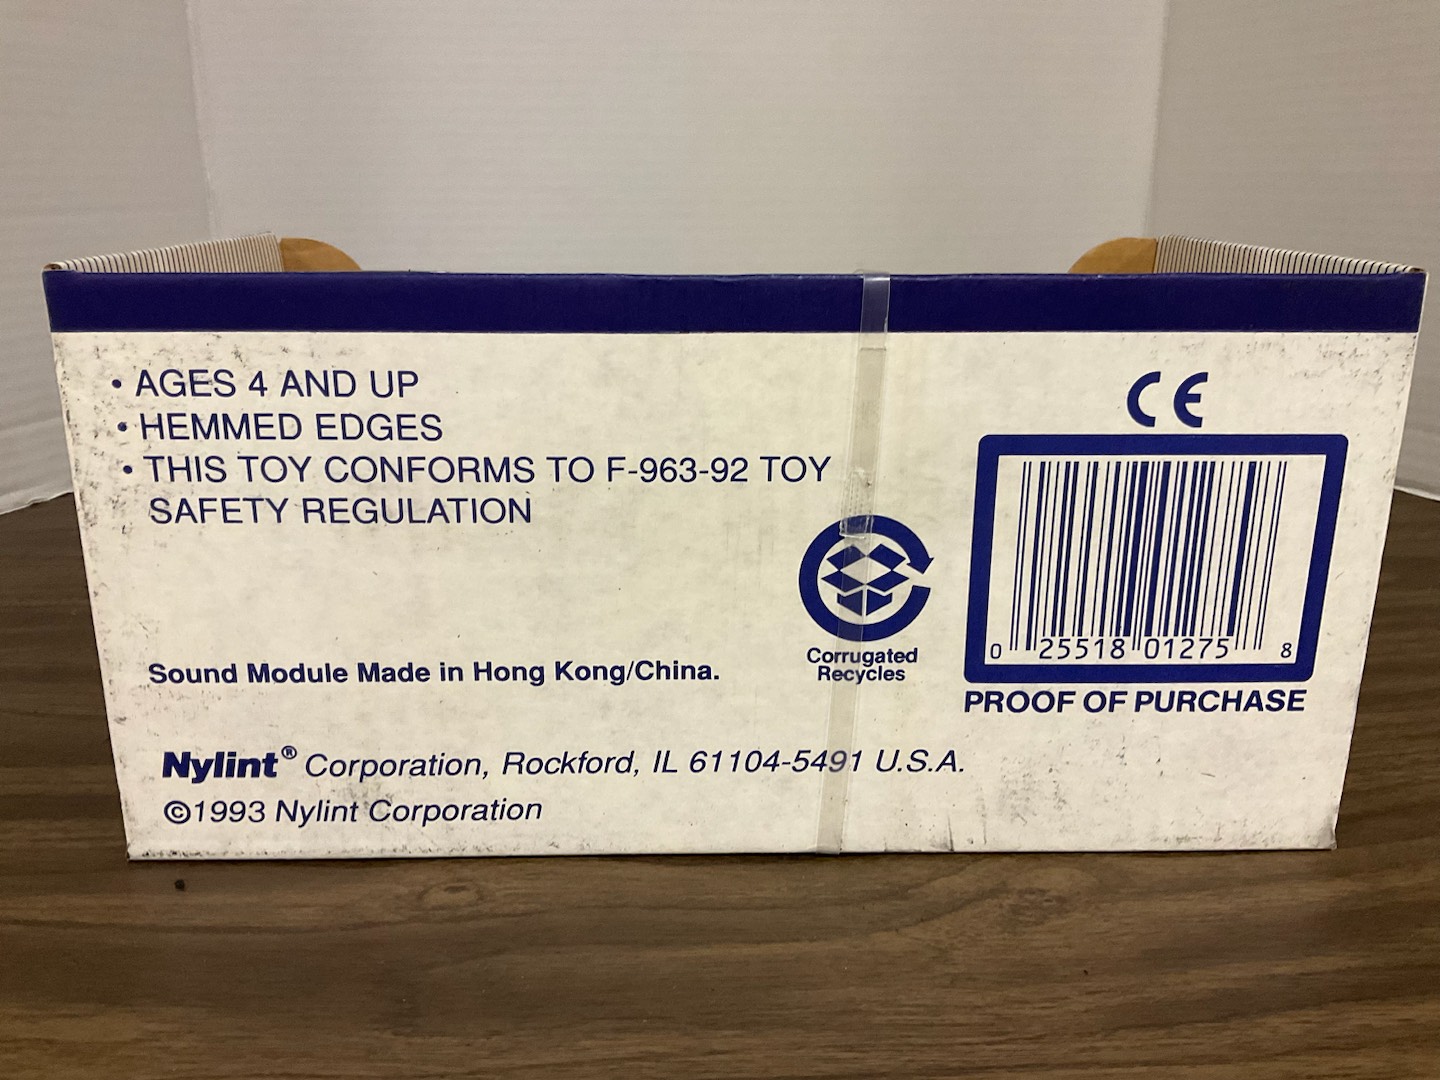 • AGES 4 AND UP
• HEMMED EDGES
• THIS TOY CONFORMS TO F-963-92 TOY
SAFETY REGULATION
CE
Corrugated
Recycles
0 25518 01275 8
PROOF OF PURCHASE
Sound Module Made in Hong Kong/China.
Nylint® Corporation, Rockford, IL 61104-5491 U.S.A.
©1993 Nylint Corporation